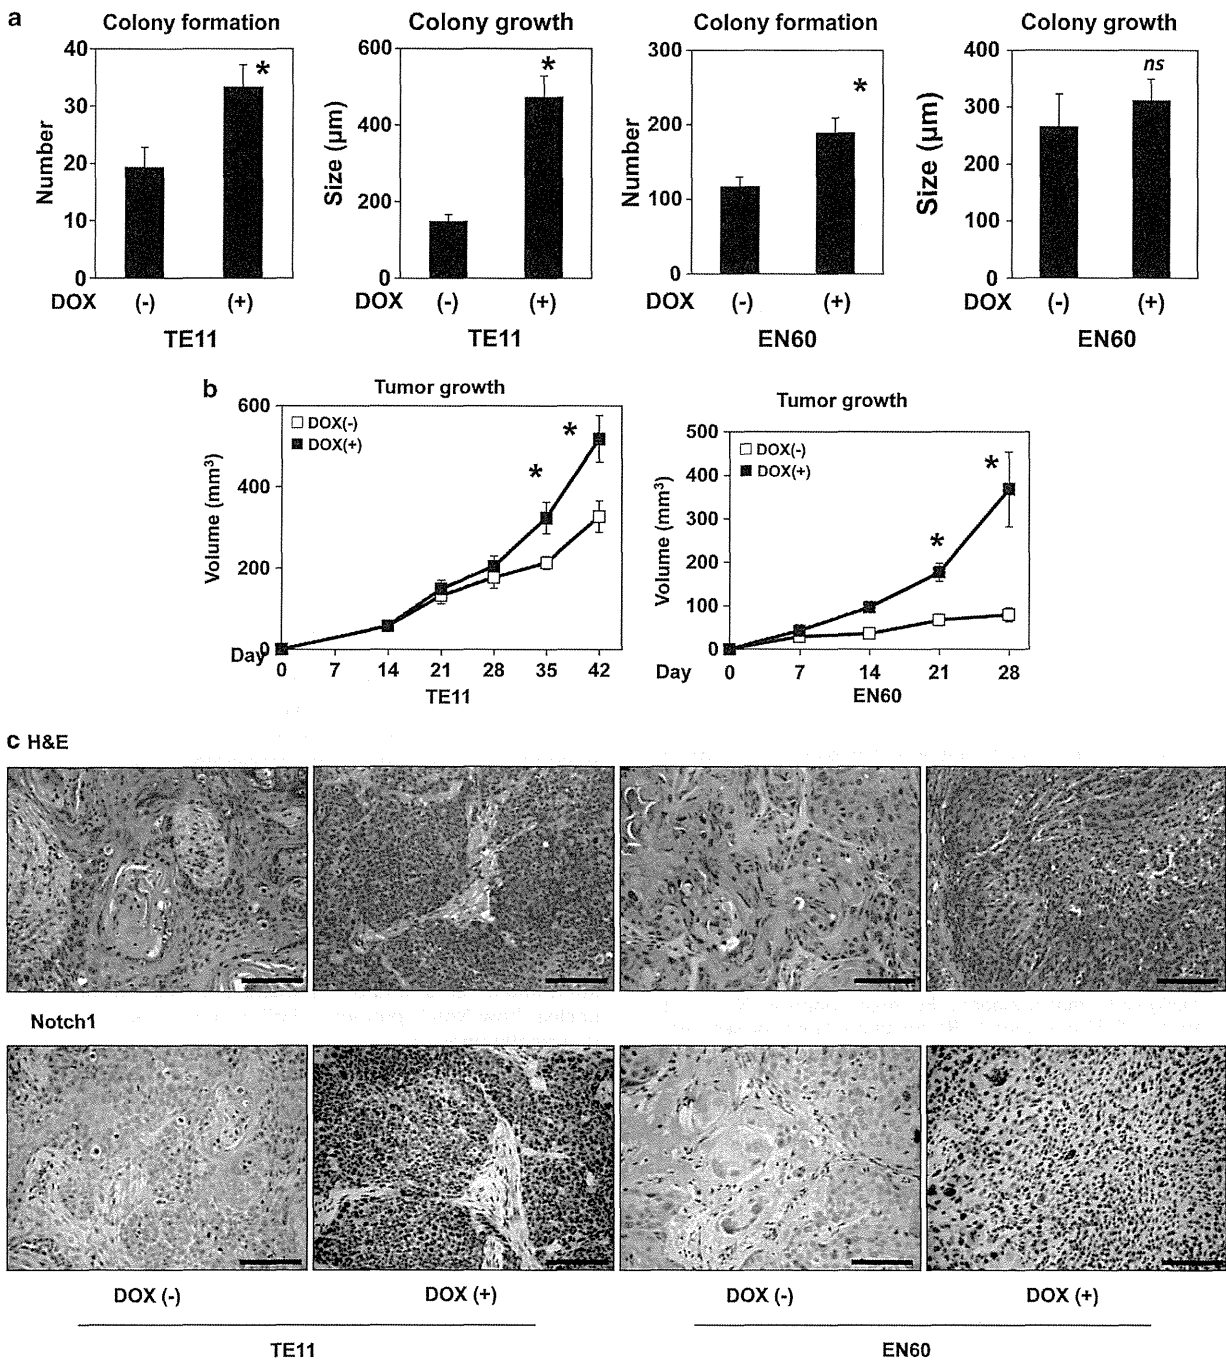 a
Colony formation
Colony growth
Colony formation
Colony growth
40
30
20
10
0
Number
*
DOX (-) (+)
TE11
600
400
200
0
Size (µm)
*
DOX (-) (+)
TE11
300
200
100
0
Number
*
DOX (-) (+)
EN60
400
300
200
100
0
Size (µm)
ns
DOX (-) (+)
EN60
b
Tumor growth
600
400
200
0
Volume (mm³)
DOX(-)
DOX(+)
*
*
Day
0 7 14 21 28 35 42
TE11
Tumor growth
500
400
300
200
100
0
Volume (mm³)
DOX(-)
DOX(+)
*
*
Day 0 7 14 21 28
EN60
c H&E
Notch1
DOX (-) DOX (+) DOX (-) DOX (+)
TE11 EN60